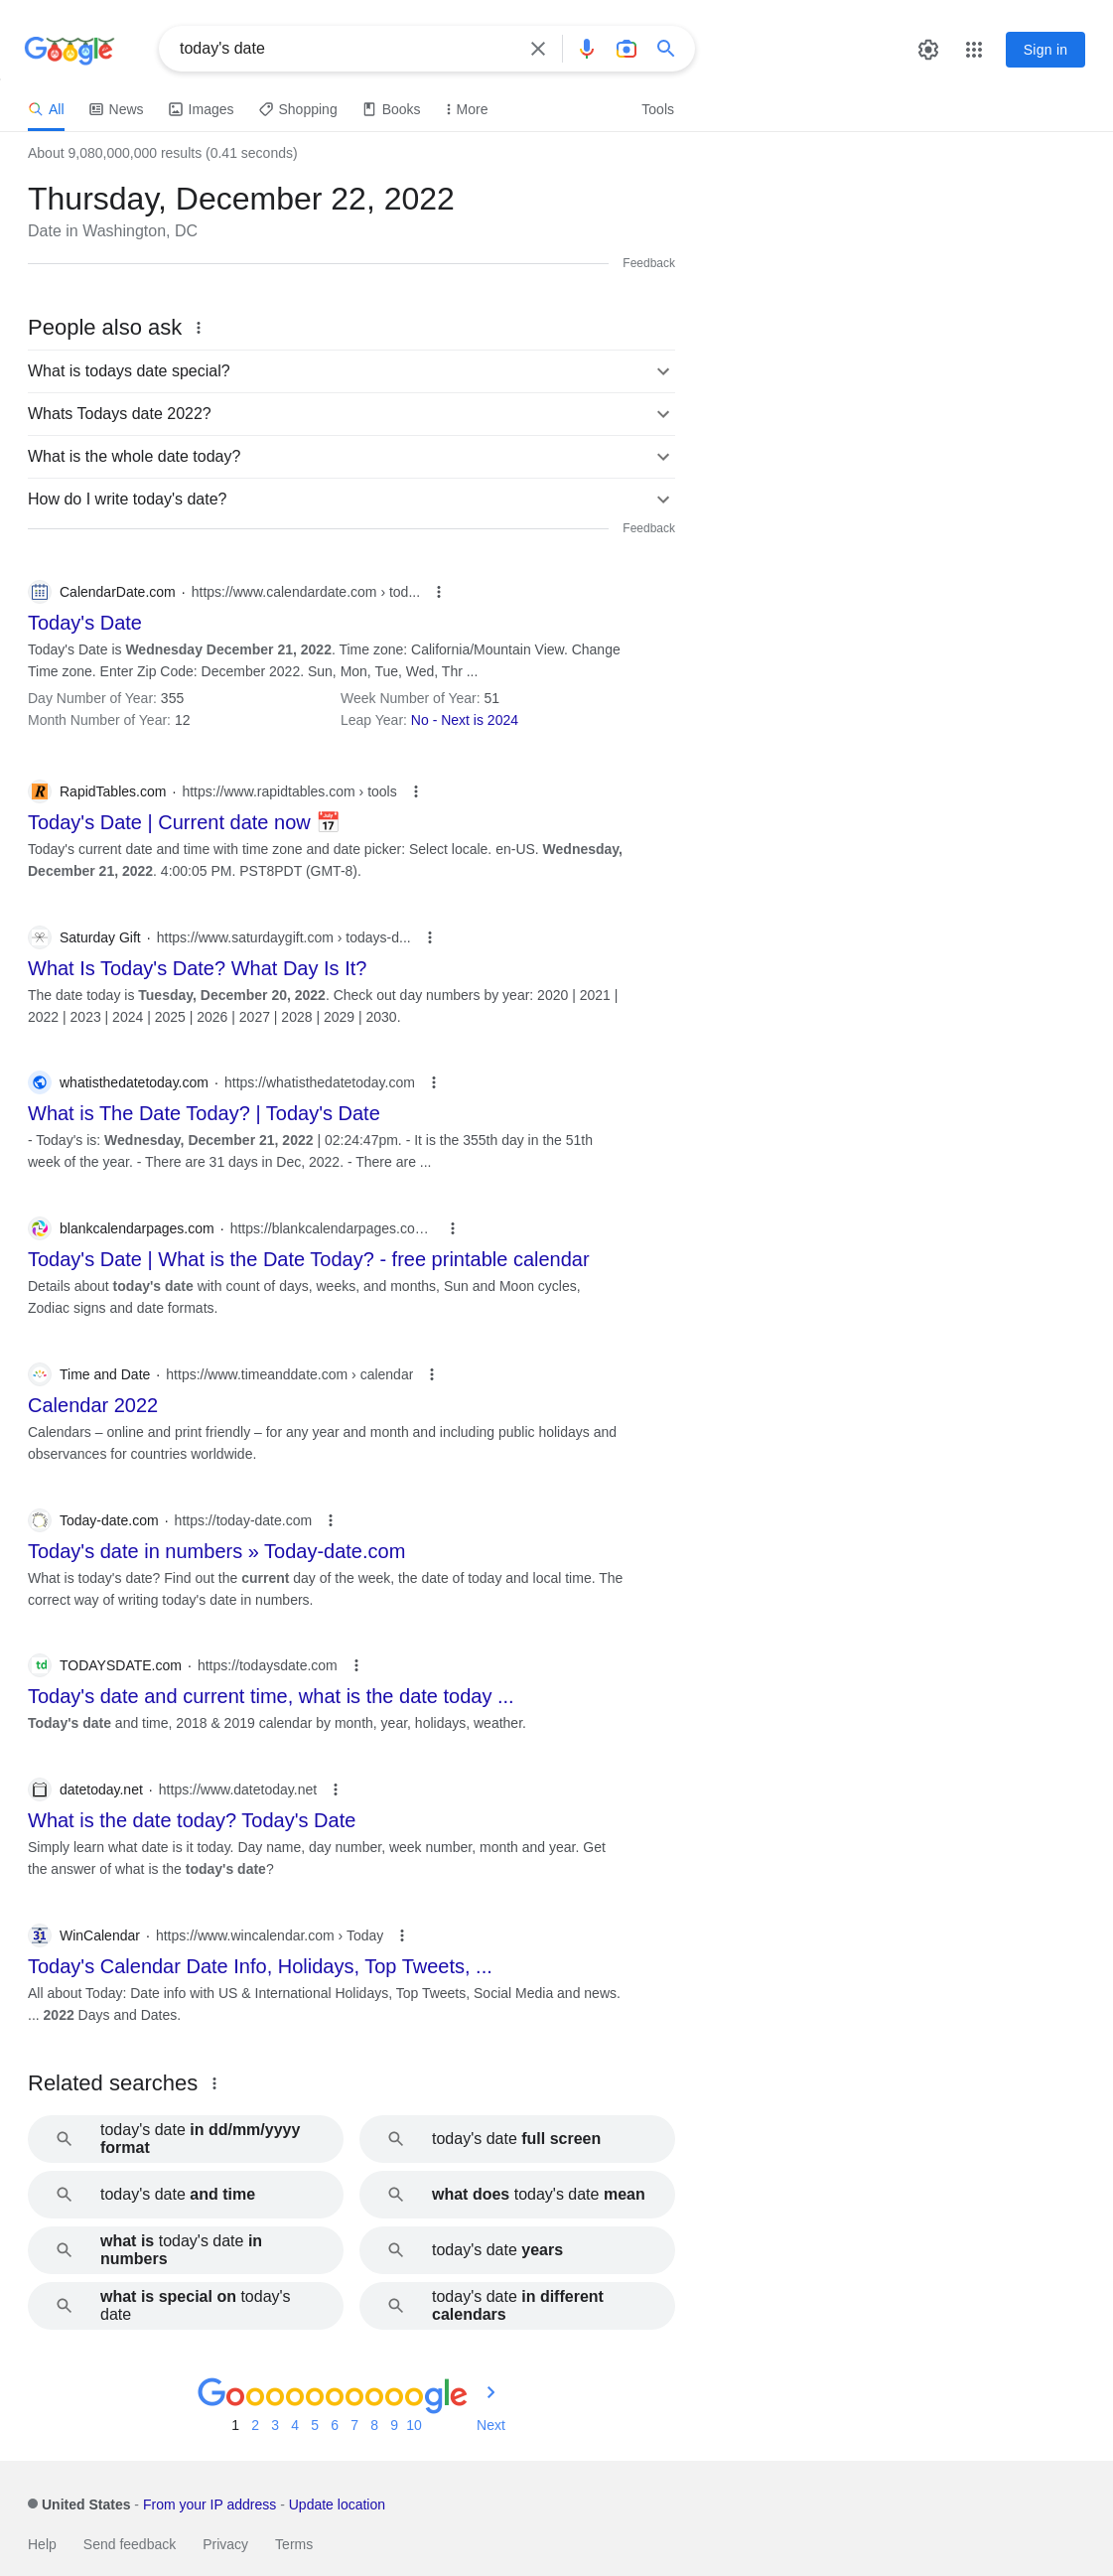 Google
today's date
Sign in
All News Images Shopping Books More Tools
About 9,080,000,000 results (0.41 seconds)
Thursday, December 22, 2022
Date in Washington, DC
Feedback
People also ask
What is todays date special?
Whats Todays date 2022?
What is the whole date today?
How do I write today's date?
Feedback
CalendarDate.com · https://www.calendardate.com › tod...
Today's Date
Today's Date is Wednesday December 21, 2022. Time zone: California/Mountain View. Change
Time zone. Enter Zip Code: December 2022. Sun, Mon, Tue, Wed, Thr ...
Day Number of Year: 355 Week Number of Year: 51
Month Number of Year: 12 Leap Year: No - Next is 2024
RapidTables.com · https://www.rapidtables.com › tools
Today's Date | Current date now 📅
Today's current date and time with time zone and date picker: Select locale. en-US. Wednesday,
December 21, 2022. 4:00:05 PM. PST8PDT (GMT-8).
Saturday Gift · https://www.saturdaygift.com › todays-d...
What Is Today's Date? What Day Is It?
The date today is Tuesday, December 20, 2022. Check out day numbers by year: 2020 | 2021 |
2022 | 2023 | 2024 | 2025 | 2026 | 2027 | 2028 | 2029 | 2030.
whatisthedatetoday.com · https://whatisthedatetoday.com
What is The Date Today? | Today's Date
- Today's is: Wednesday, December 21, 2022 | 02:24:47pm. - It is the 355th day in the 51th
week of the year. - There are 31 days in Dec, 2022. - There are ...
blankcalendarpages.com · https://blankcalendarpages.co…
Today's Date | What is the Date Today? - free printable calendar
Details about today's date with count of days, weeks, and months, Sun and Moon cycles,
Zodiac signs and date formats.
Time and Date · https://www.timeanddate.com › calendar
Calendar 2022
Calendars – online and print friendly – for any year and month and including public holidays and
observances for countries worldwide.
Today-date.com · https://today-date.com
Today's date in numbers » Today-date.com
What is today's date? Find out the current day of the week, the date of today and local time. The
correct way of writing today's date in numbers.
td TODAYSDATE.com · https://todaysdate.com
Today's date and current time, what is the date today ...
Today's date and time, 2018 & 2019 calendar by month, year, holidays, weather.
datetoday.net · https://www.datetoday.net
What is the date today? Today's Date
Simply learn what date is it today. Day name, day number, week number, month and year. Get
the answer of what is the today's date?
31 WinCalendar · https://www.wincalendar.com › Today
Today's Calendar Date Info, Holidays, Top Tweets, ...
All about Today: Date info with US & International Holidays, Top Tweets, Social Media and news.
... 2022 Days and Dates.
Related searches
today's date in dd/mm/yyyy
format
today's date full screen
today's date and time
what does today's date mean
what is today's date in
numbers
today's date years
what is special on today's
date
today's date in different
calendars
Goooooooooogle
1 2 3 4 5 6 7 8 9 10 Next
United States - From your IP address - Update location
Help Send feedback Privacy Terms